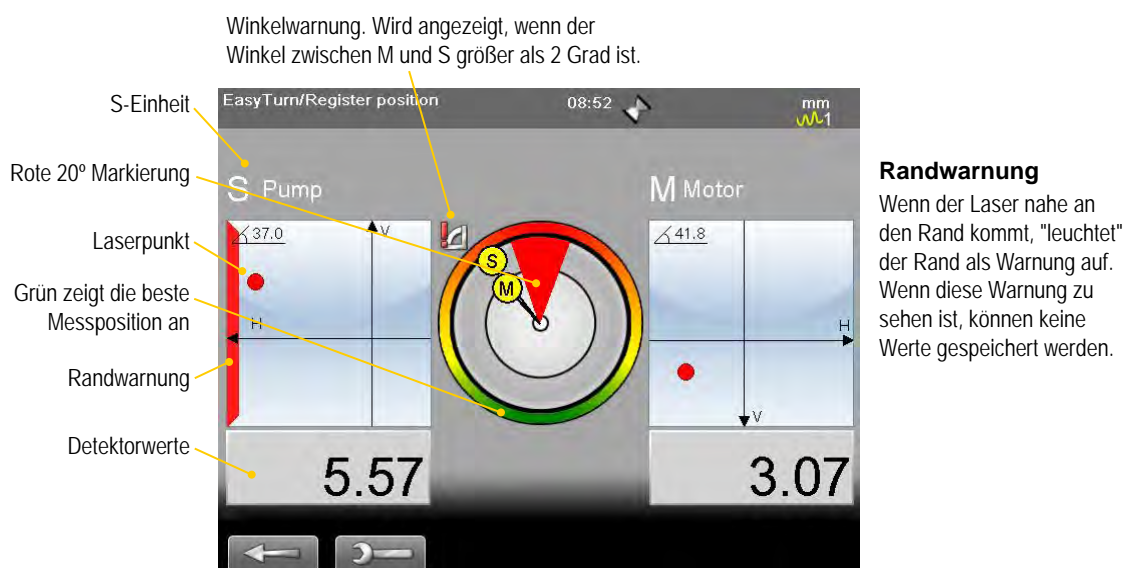 Winkelwarnung. Wird angezeigt, wenn der
Winkel zwischen M und S größer als 2 Grad ist.
S-Einheit
Rote 20º Markierung
Laserpunkt
Grün zeigt die beste
Messposition an
Randwarnung
Detektorwerte
EasyTurn/Register position
08:52
mm
1
S Pump
M Motor
37.0
V
H
S
M
41.8
H
V
5.57
3.07
Randwarnung
Wenn der Laser nahe an
den Rand kommt, "leuchtet"
der Rand als Warnung auf.
Wenn diese Warnung zu
sehen ist, können keine
Werte gespeichert werden.